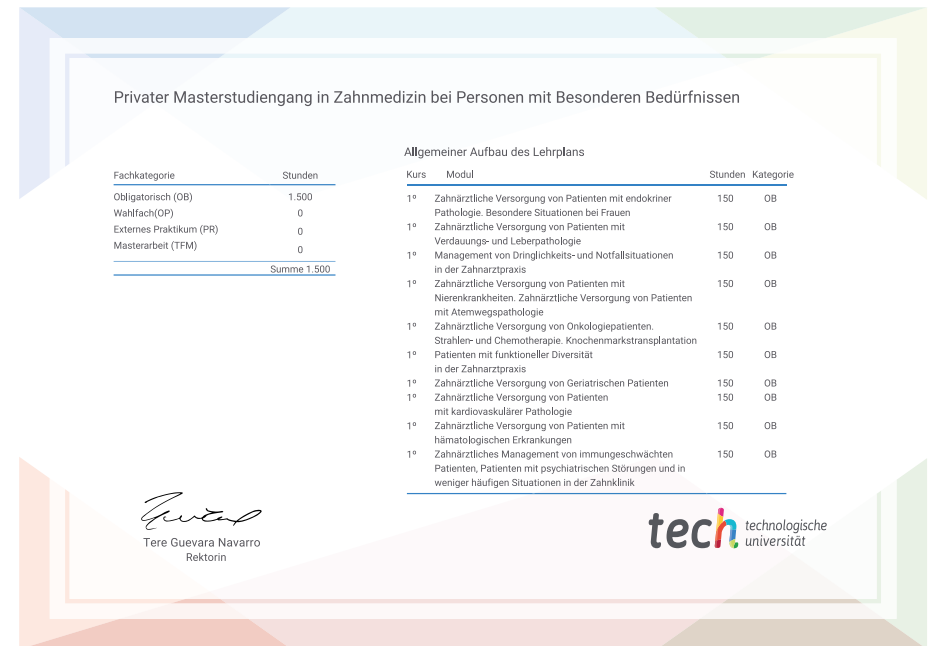 Privater Masterstudiengang in Zahnmedizin bei Personen mit Besonderen Bedürfnissen
Fachkategorie Stunden
Obligatorisch (OB) 1.500
Wahlfach(OP) 0
Externes Praktikum (PR) 0
Masterarbeit (TFM) 0
Summe 1.500
Allgemeiner Aufbau des Lehrplans
Kurs Modul Stunden Kategorie
1º Zahnärztliche Versorgung von Patienten mit endokriner 150 OB
Pathologie. Besondere Situationen bei Frauen
1º Zahnärztliche Versorgung von Patienten mit 150 OB
Verdauungs- und Leberpathologie
1º Management von Dringlichkeits- und Notfallsituationen 150 OB
in der Zahnarztpraxis
1º Zahnärztliche Versorgung von Patienten mit 150 OB
Nierenkrankheiten. Zahnärztliche Versorgung von Patienten
mit Atemwegspathologie
1º Zahnärztliche Versorgung von Onkologiepatienten. 150 OB
Strahlen- und Chemotherapie. Knochenmarkstransplantation
1º Patienten mit funktioneller Diversität 150 OB
in der Zahnarztpraxis
1º Zahnärztliche Versorgung von Geriatrischen Patienten 150 OB
1º Zahnärztliche Versorgung von Patienten 150 OB
mit kardiovaskulärer Pathologie
1º Zahnärztliche Versorgung von Patienten mit 150 OB
hämatologischen Erkrankungen
1º Zahnärztliches Management von immungeschwächten 150 OB
Patienten, Patienten mit psychiatrischen Störungen und in
weniger häufigen Situationen in der Zahnklinik
Tere Guevara Navarro
Rektorin
tech technologische
universität